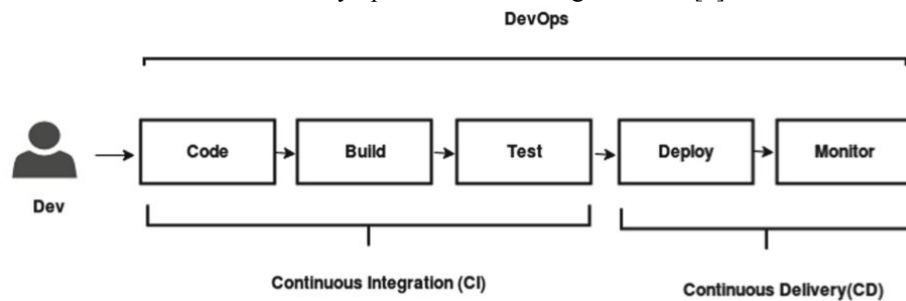 DevOps
Code
Build
Test
Deploy
Monitor
Dev
Continuous Integration (CI)
Continuous Delivery(CD)